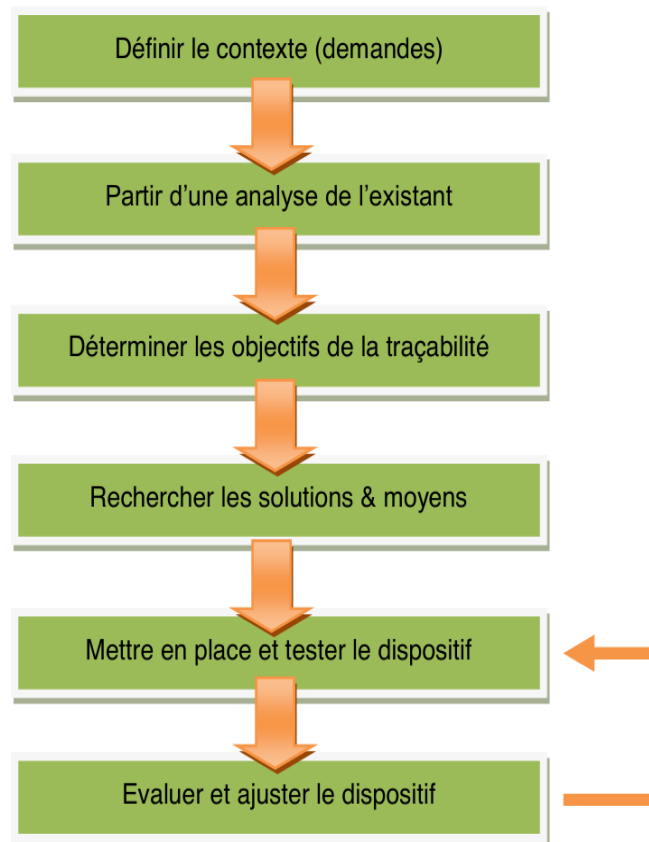 Définir le contexte (demandes)
Partir d'une analyse de l'existant
Déterminer les objectifs de la traçabilité
Rechercher les solutions & moyens
Mettre en place et tester le dispositif
Evaluer et ajuster le dispositif